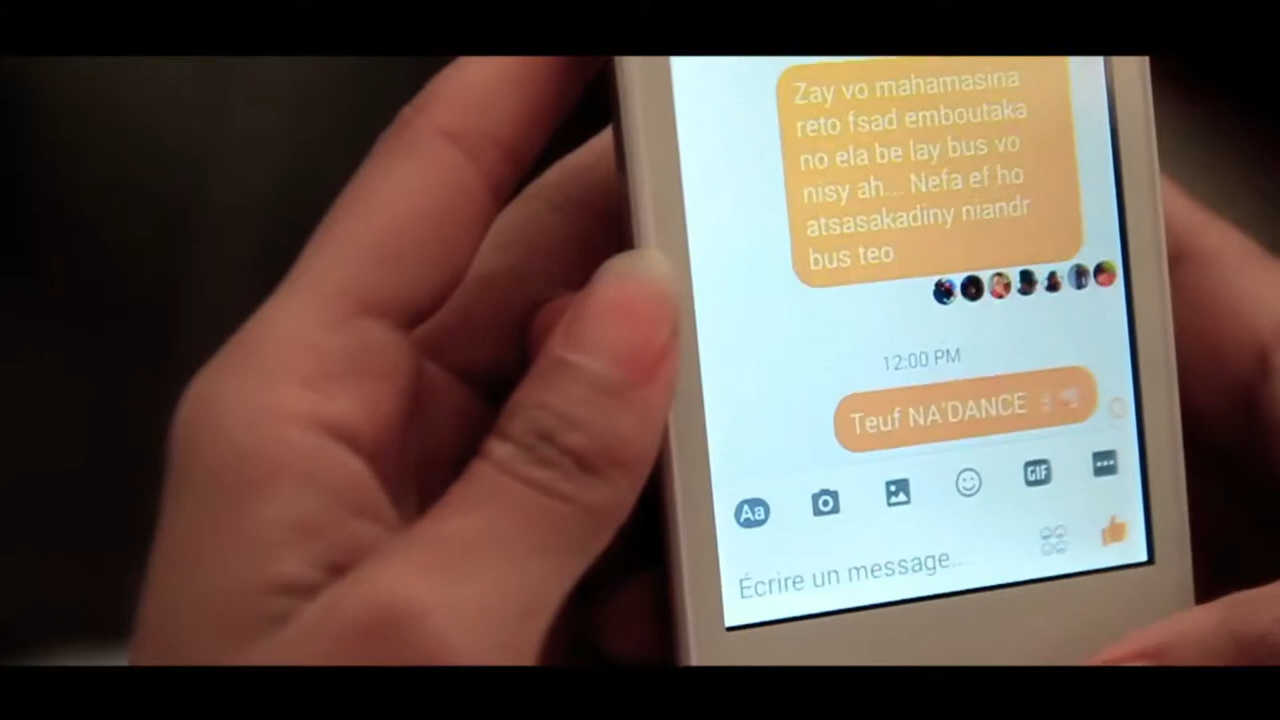 Zay vo mahamasina
reto fsad emboutaka
no ela be lay bus vo
nisy ah... Nefa ef ho
atsasakadiny niandr
bus teo
12:00 PM
Teuf NA'DANCE
Aa
GIF
Écrire un message...